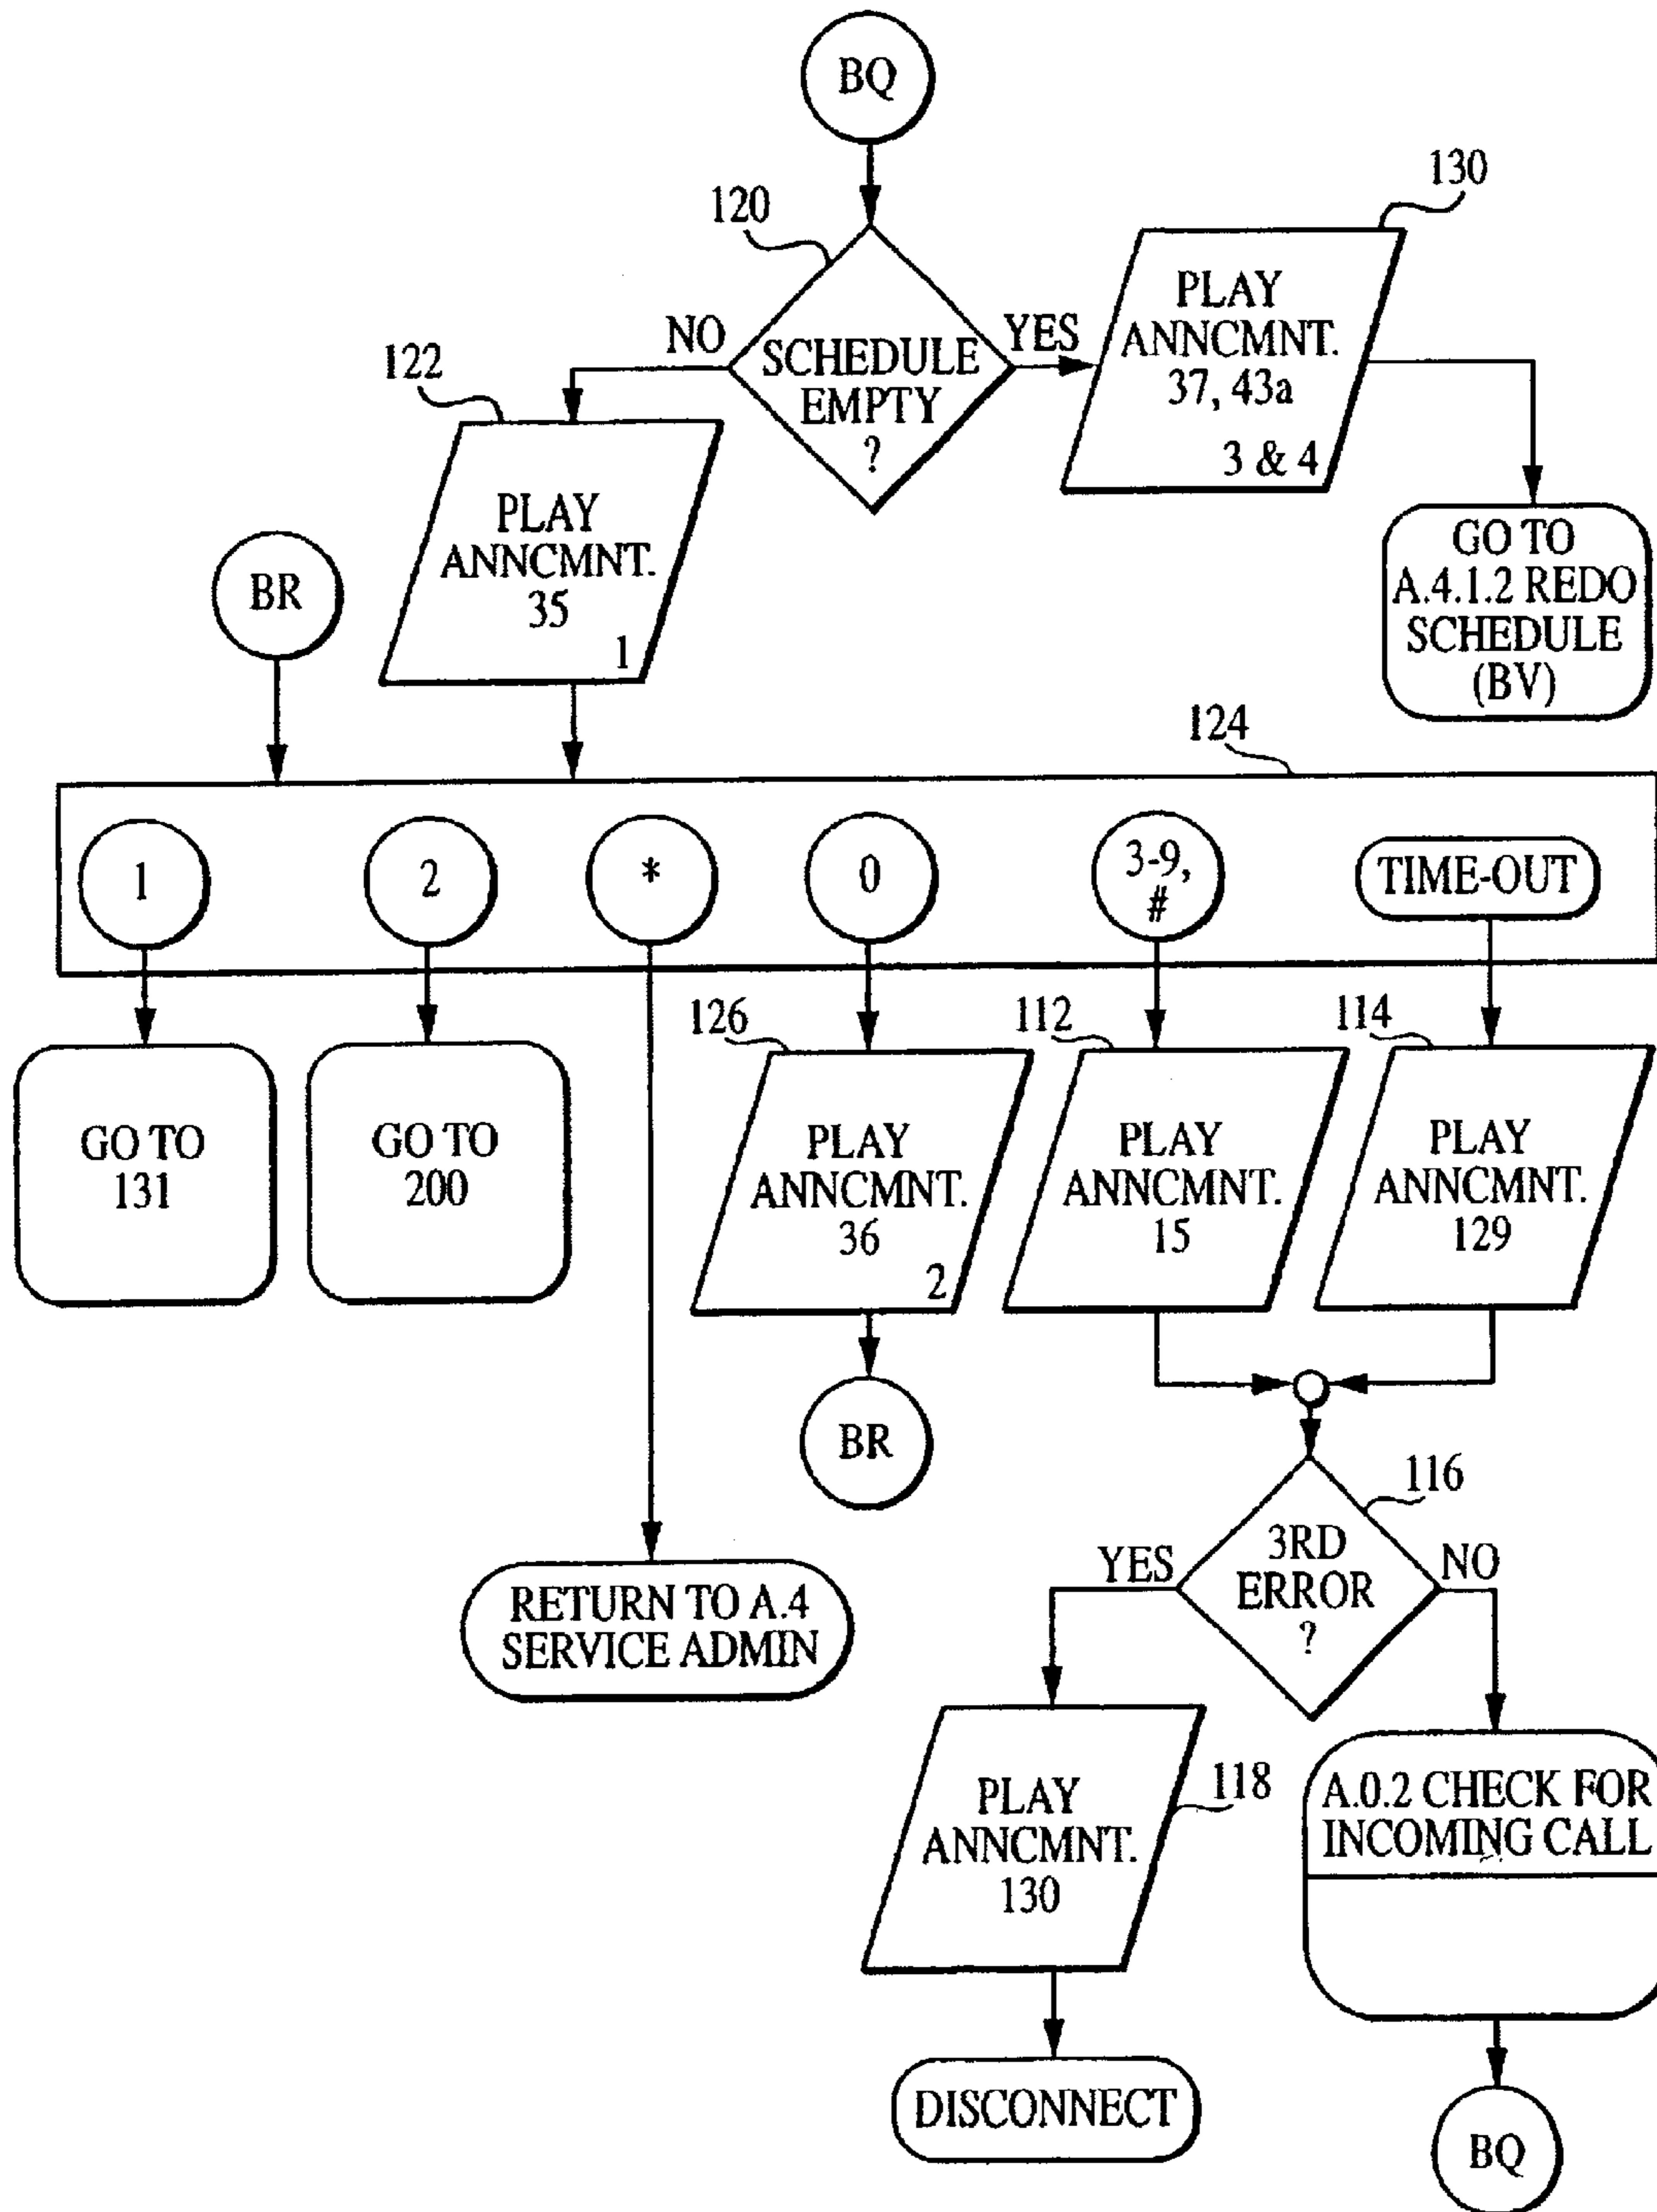 BQ
120
130
NO
SCHEDULE
EMPTY
?
YES
PLAY
ANNCMNT.
37, 43a
3 & 4
122
PLAY
ANNCMNT.
35
1
BR
GO TO
A.4.1.2 REDO
SCHEDULE
(BV)
124
1
2
*
0
3-9,
#
TIME-OUT
126
112
114
GO TO
131
GO TO
200
PLAY
ANNCMNT.
36
2
PLAY
ANNCMNT.
15
PLAY
ANNCMNT.
129
BR
116
YES
3RD
ERROR
?
NO
RETURN TO A.4
SERVICE ADMIN
118
PLAY
ANNCMNT.
130
A.0.2 CHECK FOR
INCOMING CALL
DISCONNECT
BQ